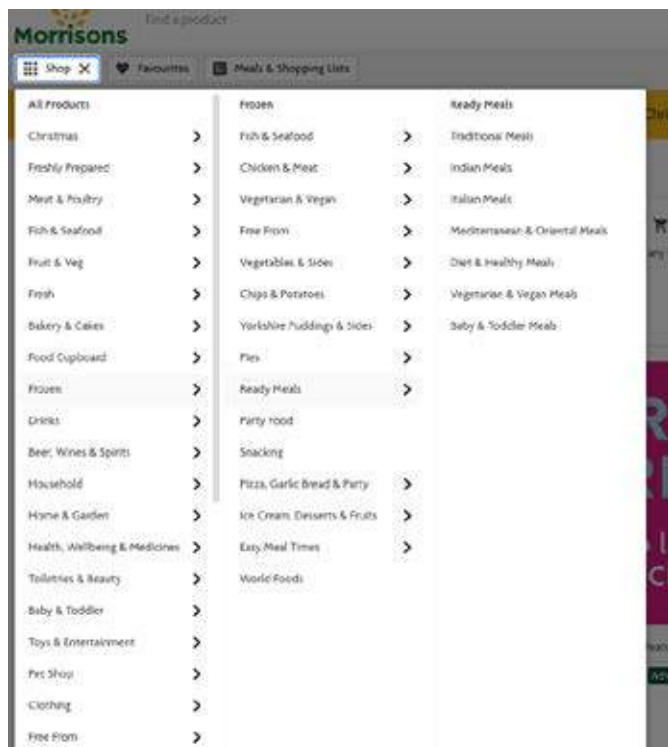 Morrisons
Find a product
Shop
Favourites
Meals & Shopping Lists
All Products
Christmas
Freshly Prepared
Meat & Poultry
Fish & Seafood
Fruit & Veg
Fresh
Bakery & Cakes
Food Cupboard
Frozen
Drinks
Beer, Wines & Spirits
Household
Home & Garden
Health, Wellbeing & Medicines
Toiletries & Beauty
Baby & Toddler
Toys & Entertainment
Pet Shop
Clothing
Free From
Frozen
Fish & Seafood
Chicken & Meat
Vegetarian & Vegan
Free From
Vegetables & Sides
Chips & Potatoes
Yorkshire Puddings & Sides
Pies
Ready Meals
Party Food
Snacking
Pizza, Garlic Bread & Party
Ice Cream, Desserts & Fruits
Easy Meal Times
World Foods
Ready Meals
Traditional Meals
Indian Meals
Italian Meals
Mediterranean & Oriental Meals
Diet & Healthy Meals
Vegetarian & Vegan Meals
Baby & Toddler Meals